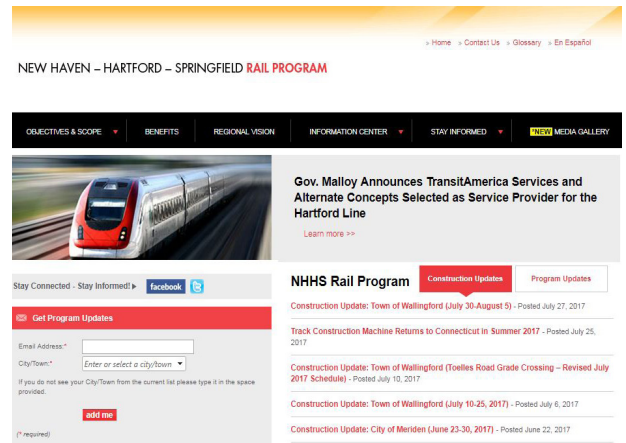 » Home » Contact Us » Glossary » En Español
NEW HAVEN – HARTFORD – SPRINGFIELD RAIL PROGRAM
OBJECTIVES & SCOPE ▼ BENEFITS REGIONAL VISION INFORMATION CENTER ▼ STAY INFORMED ▼ *NEW* MEDIA GALLERY
Gov. Malloy Announces TransitAmerica Services and
Alternate Concepts Selected as Service Provider for the
Hartford Line
Learn more >>
Stay Connected - Stay Informed!
facebook
Get Program Updates
Email Address:*
City/Town:* Enter or select a city/town
If you do not see your City/Town from the current list please type it in the space
provided.
add me
(* required)
NHHS Rail Program Construction Updates Program Updates
Construction Update: Town of Wallingford (July 30-August 5) - Posted July 27, 2017
Track Construction Machine Returns to Connecticut in Summer 2017 - Posted July 25,
2017
Construction Update: Town of Wallingford (Toelles Road Grade Crossing – Revised July
2017 Schedule) - Posted July 10, 2017
Construction Update: Town of Wallingford (July 10-25, 2017) - Posted July 6, 2017
Construction Update: City of Meriden (June 23-30, 2017) - Posted June 22, 2017